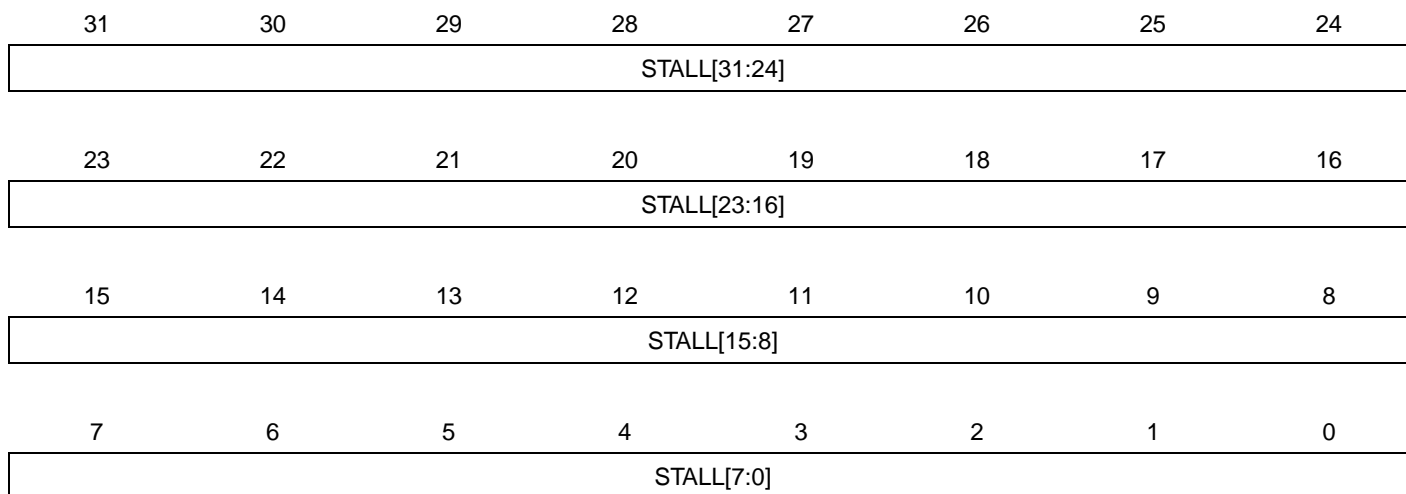 31 30 29 28 27 26 25 24
STALL[31:24]
23 22 21 20 19 18 17 16
STALL[23:16]
15 14 13 12 11 10 9 8
STALL[15:8]
7 6 5 4 3 2 1 0
STALL[7:0]